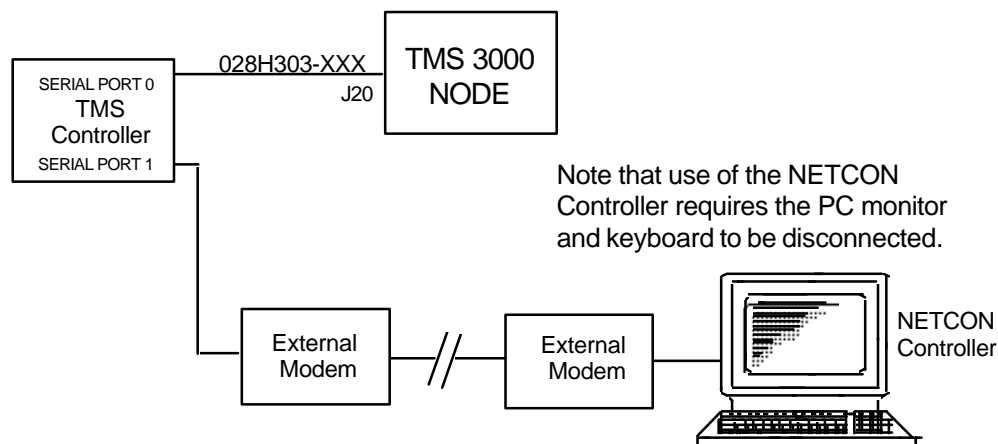 028H303-XXX
J20
TMS 3000
NODE
SERIAL PORT 0
TMS
Controller
SERIAL PORT 1
Note that use of the NETCON
Controller requires the PC monitor
and keyboard to be disconnected.
External
Modem
External
Modem
NETCON
Controller